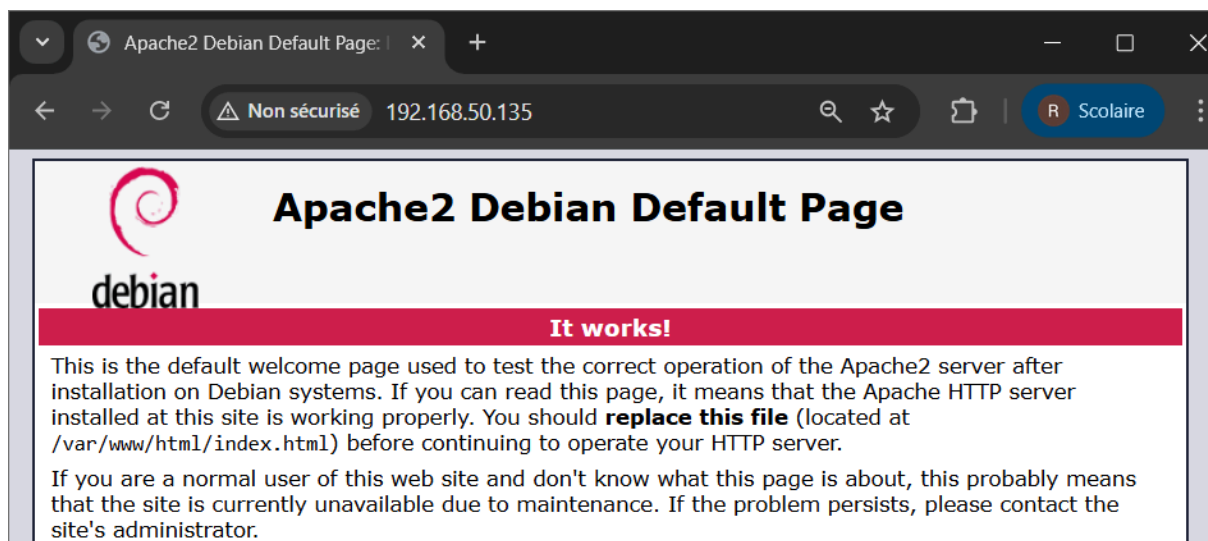 Apache2 Debian Default Page: I
Non sécurisé 192.168.50.135
R Scolaire
debian
Apache2 Debian Default Page
It works!
This is the default welcome page used to test the correct operation of the Apache2 server after
installation on Debian systems. If you can read this page, it means that the Apache HTTP server
installed at this site is working properly. You should replace this file (located at
/var/www/html/index.html) before continuing to operate your HTTP server.
If you are a normal user of this web site and don't know what this page is about, this probably means
that the site is currently unavailable due to maintenance. If the problem persists, please contact the
site's administrator.